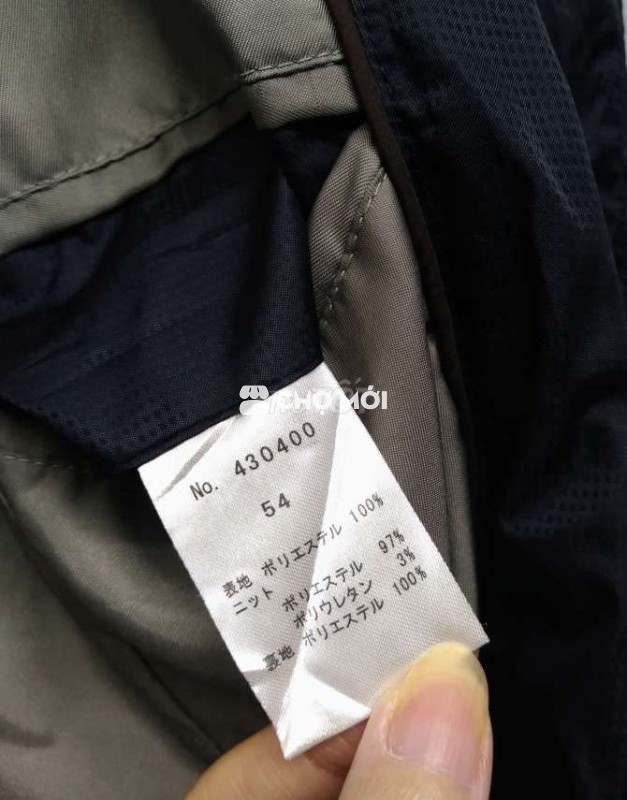 CHỢ TỐT
MỚI
No. 430400
54
表地 ポリエステル 100%
ニット ポリエステル 97%
ポリウレタン 3%
裏地 ポリエステル 100%